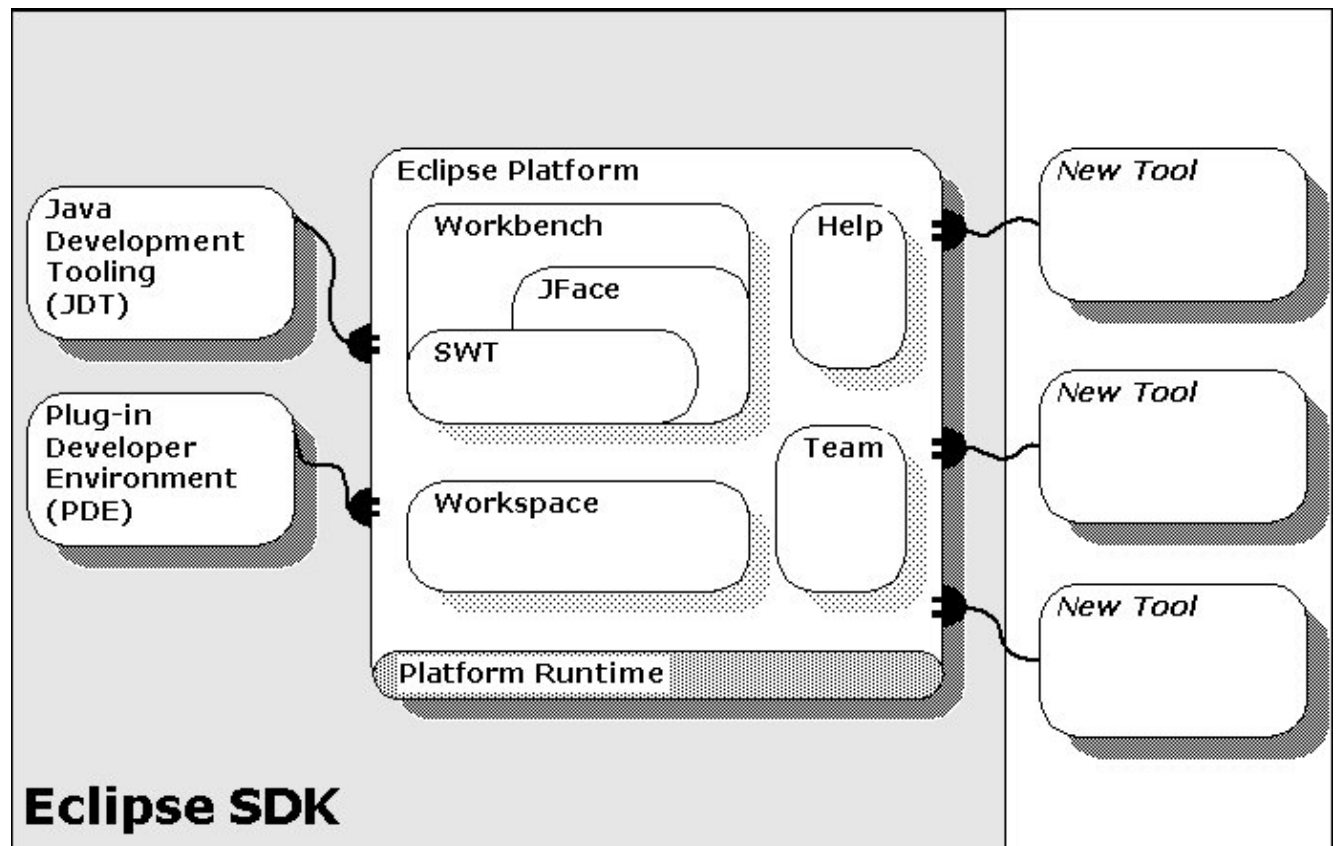 Eclipse Platform
Java
Development
Tooling
(JDT)
Plug-in
Developer
Environment
(PDE)
Workbench
JFace
SWT
Workspace
Help
Team
Platform Runtime
New Tool
New Tool
New Tool
Eclipse SDK